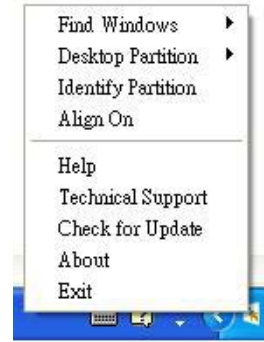 Find Windows
Desktop Partition
Identify Partition
Align On
Help
Technical Support
Check for Update
About
Exit